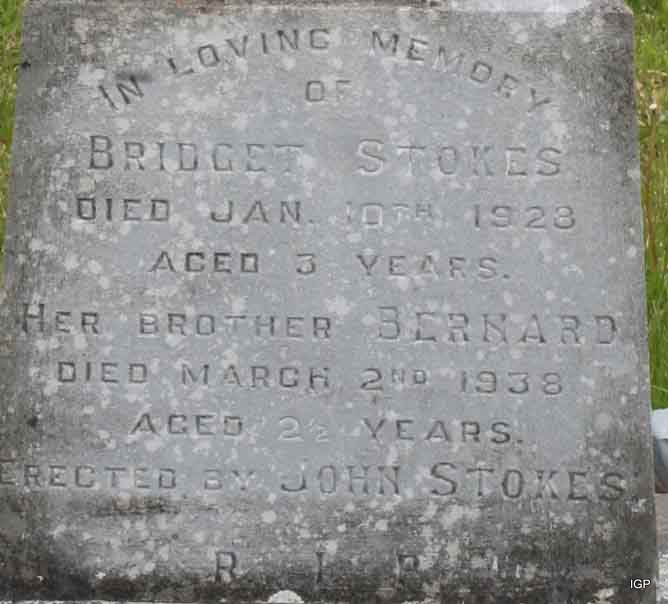 IN LOVING MEMORY
OF
BRIDGET STOKES
DIED JAN. 10TH 1928
AGED 3 YEARS.
HER BROTHER BERNARD
DIED MARCH 2ND 1938
AGED 2½ YEARS.
ERECTED BY JOHN STOKES
R I P
IGP